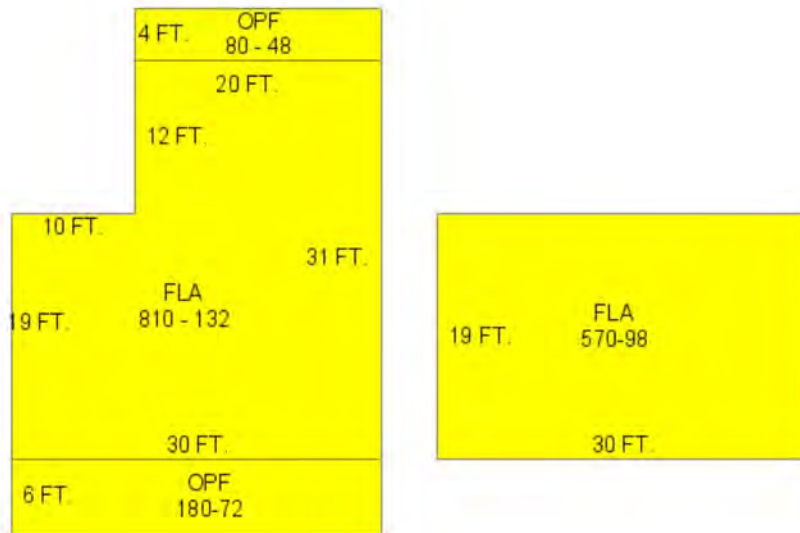 4 FT.
OPF
80 - 48
20 FT.
12 FT.
10 FT.
31 FT.
FLA
810 - 132
19 FT.
30 FT.
6 FT.
OPF
180-72
19 FT.
FLA
570-98
30 FT.